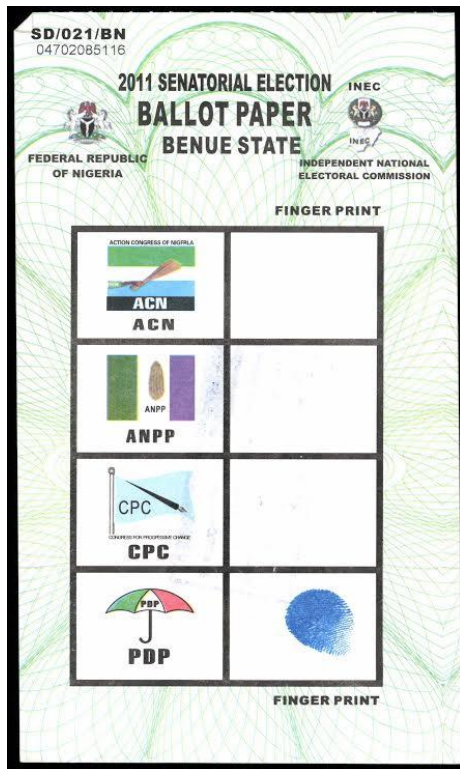 SD/021/BN
04702085116
2011 SENATORIAL ELECTION
BALLOT PAPER
BENUE STATE
FEDERAL REPUBLIC
OF NIGERIA
INEC
INEC
INDEPENDENT NATIONAL
ELECTORAL COMMISSION
FINGER PRINT
ACTION CONGRESS OF NIGERIA
ACN
ACN
ANPP
ANPP
CPC
CONGRESS FOR PROGRESSIVE CHANGE
CPC
PDP
PDP
FINGER PRINT